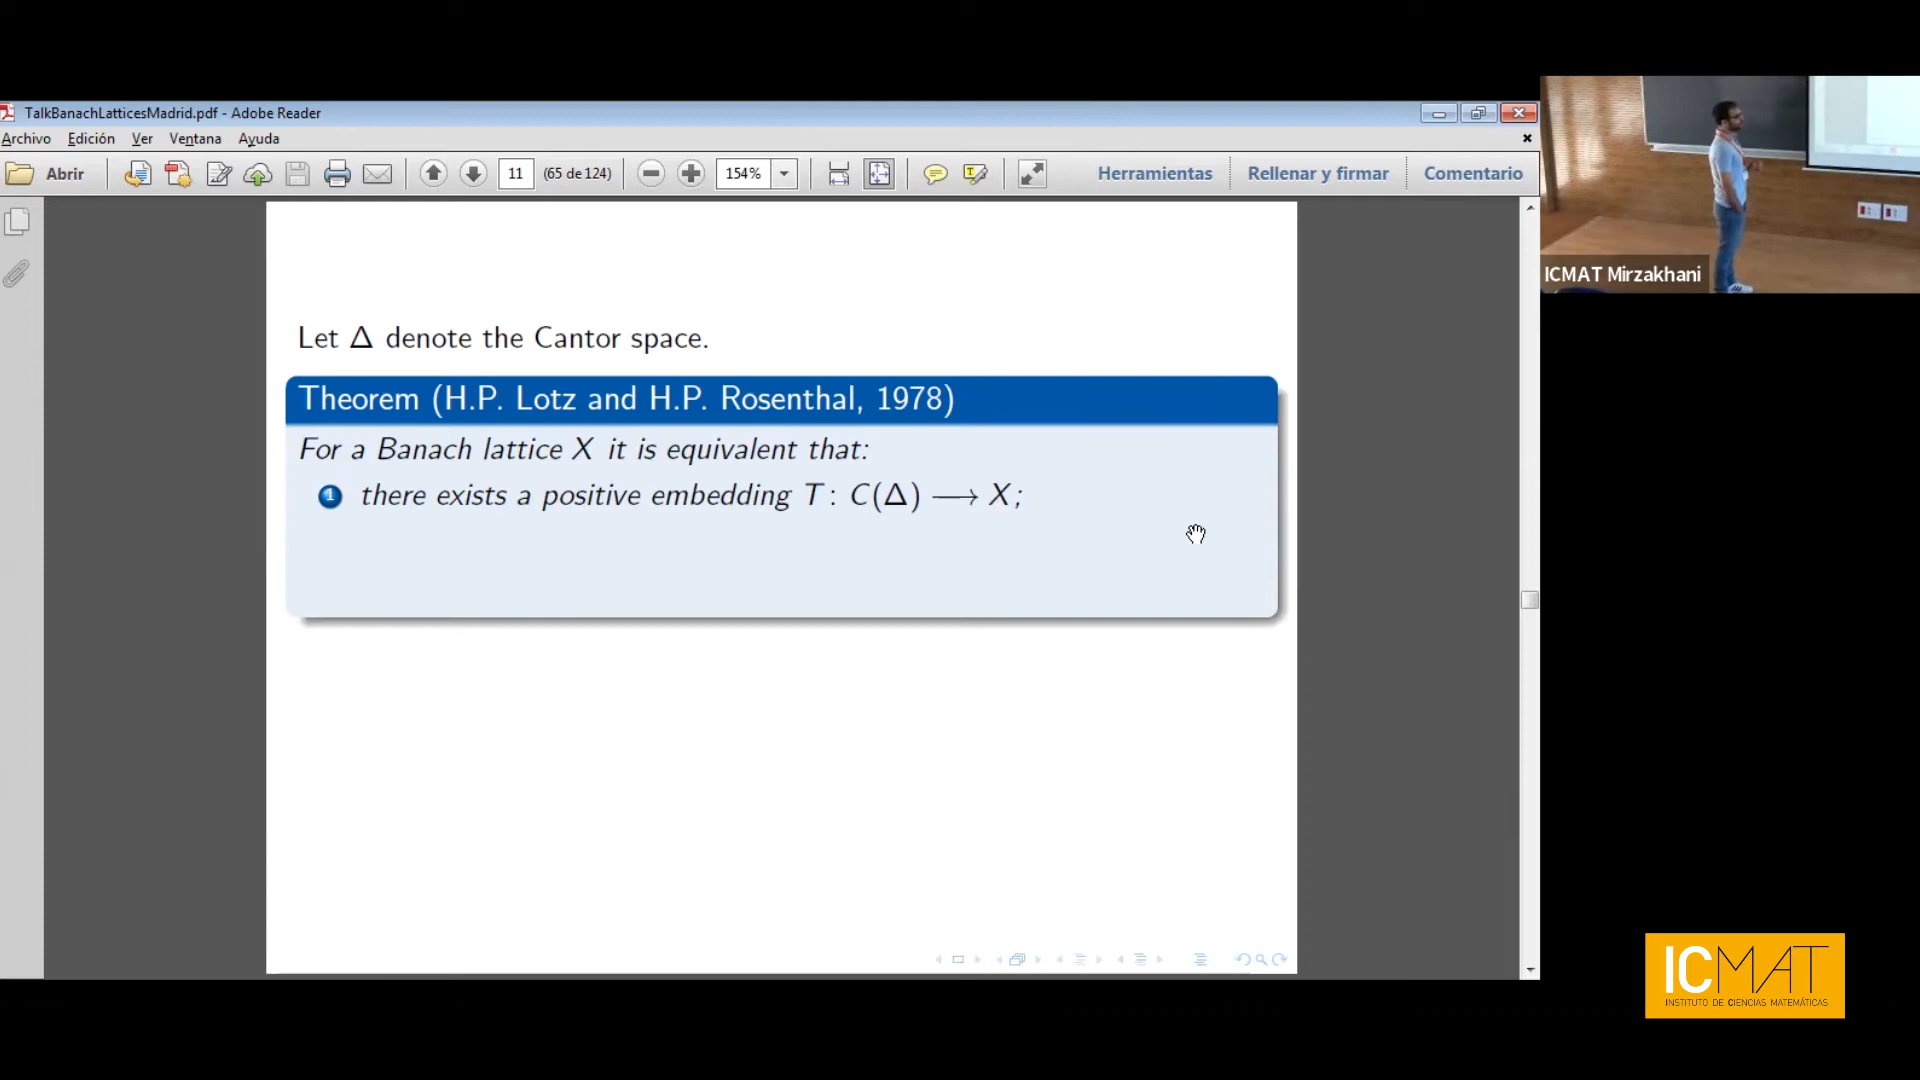 TalkBanachLatticesMadrid.pdf - Adobe Reader
Archivo Edición Ver Ventana Ayuda
Abrir 11 (65 de 124) 154% Herramientas Rellenar y firmar Comentario
Let Δ denote the Cantor space.
Theorem (H.P. Lotz and H.P. Rosenthal, 1978)
For a Banach lattice X it is equivalent that:
1 there exists a positive embedding T: C(Δ) ⟶ X;
ICMAT Mirzakhani
ICMAT
INSTITUTO DE CIENCIAS MATEMÁTICAS